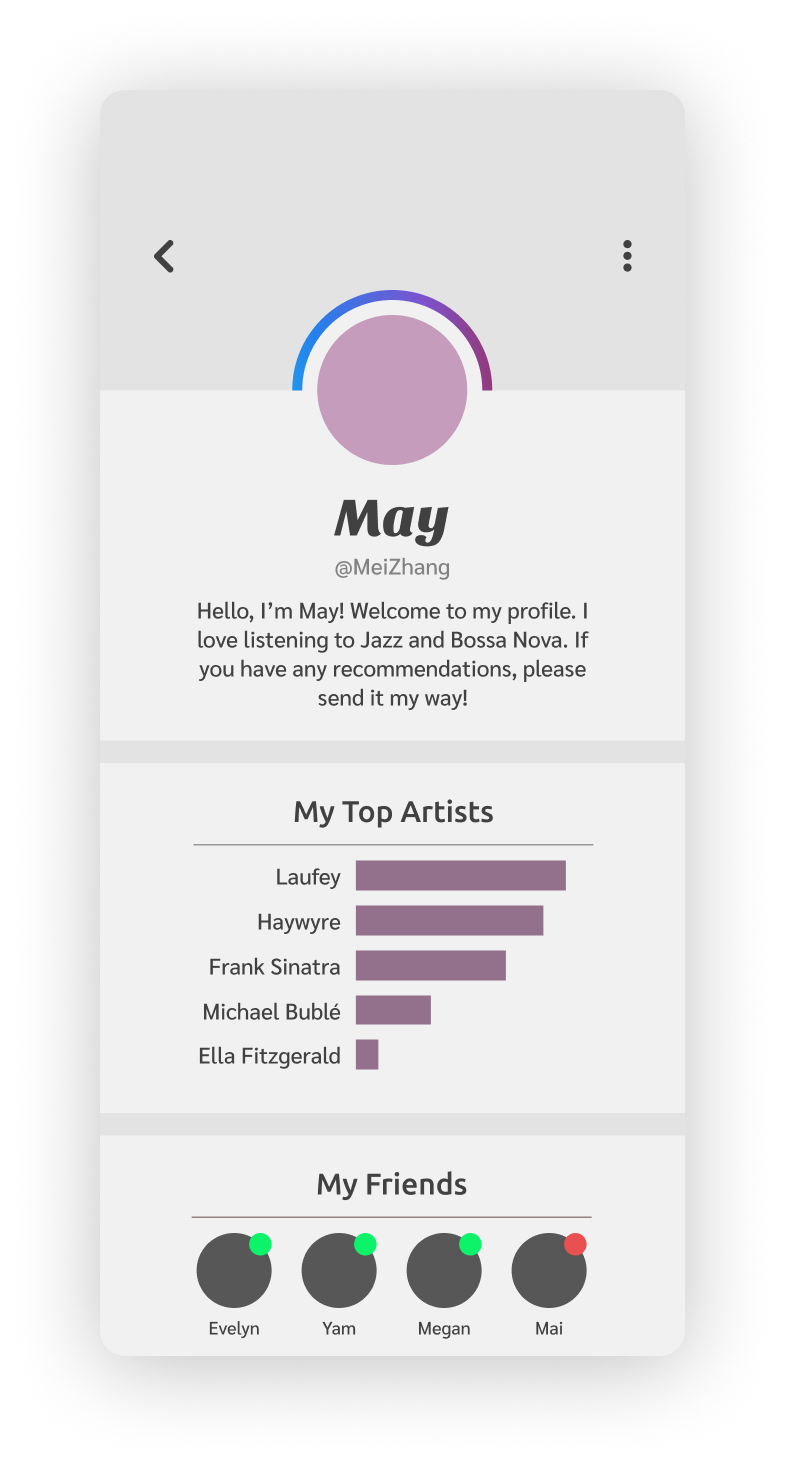 May
@MeiZhang
Hello, I'm May! Welcome to my profile. I
love listening to Jazz and Bossa Nova. If
you have any recommendations, please
send it my way!
My Top Artists
Laufey
Haywyre
Frank Sinatra
Michael Bublé
Ella Fitzgerald
My Friends
Evelyn
Yam
Megan
Mai